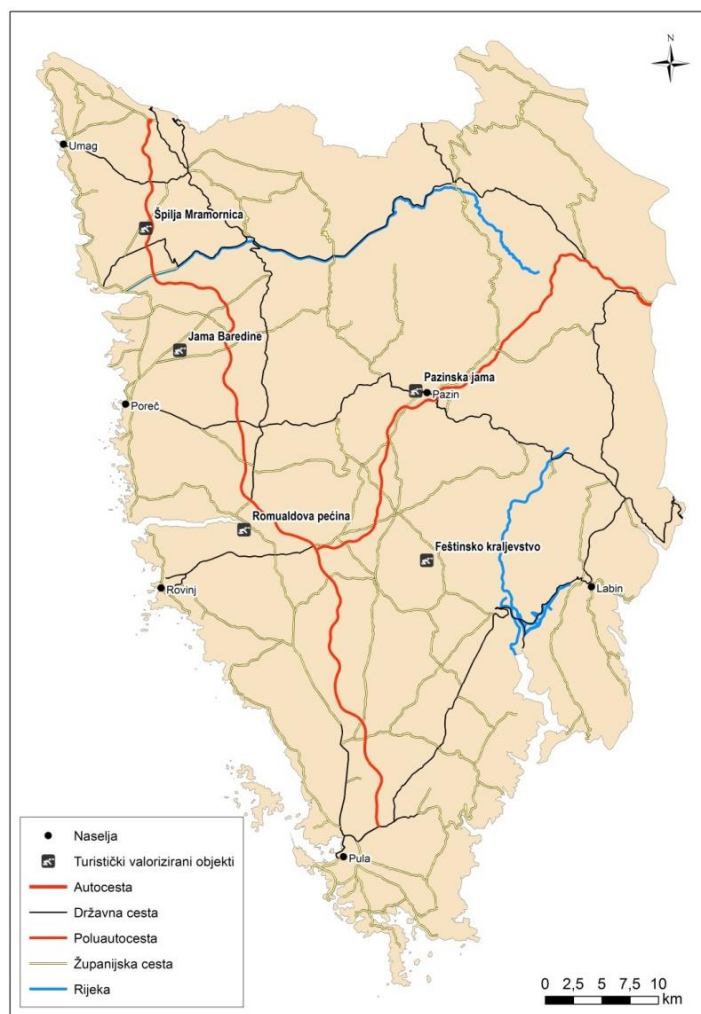 N
Umag
Špilja Mramornica
Jama Baredine
Pazinska jama
Pazin
Poreč
Romualdova pećina
Feštinsko kraljevstvo
Rovinj
Labin
Pula
Naselja
Turistički valorizirani objekti
Autocesta
Državna cesta
Poluautocesta
Županijska cesta
Rijeka
0 2,5 5 7,5 10
km